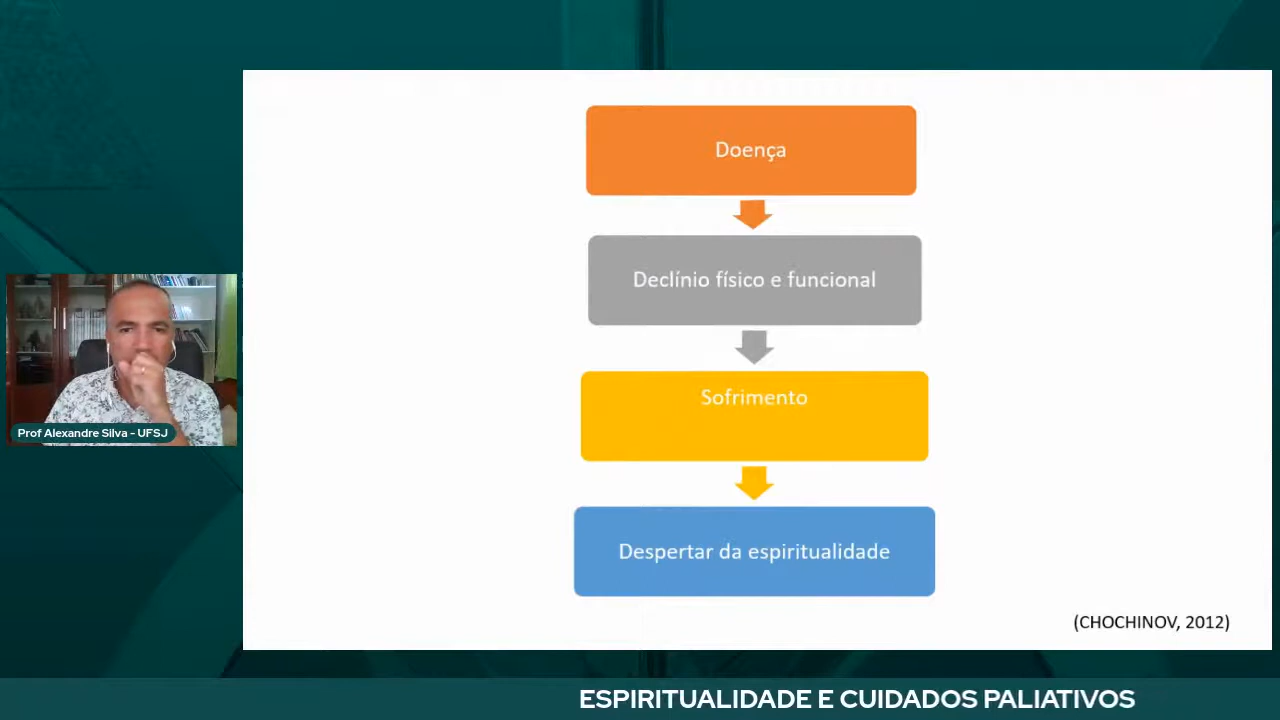 Doença
Declínio físico e funcional
Sofrimento
Despertar da espiritualidade
(CHOCHINOV, 2012)
Prof Alexandre Silva - UFSJ
ESPIRITUALIDADE E CUIDADOS PALIATIVOS